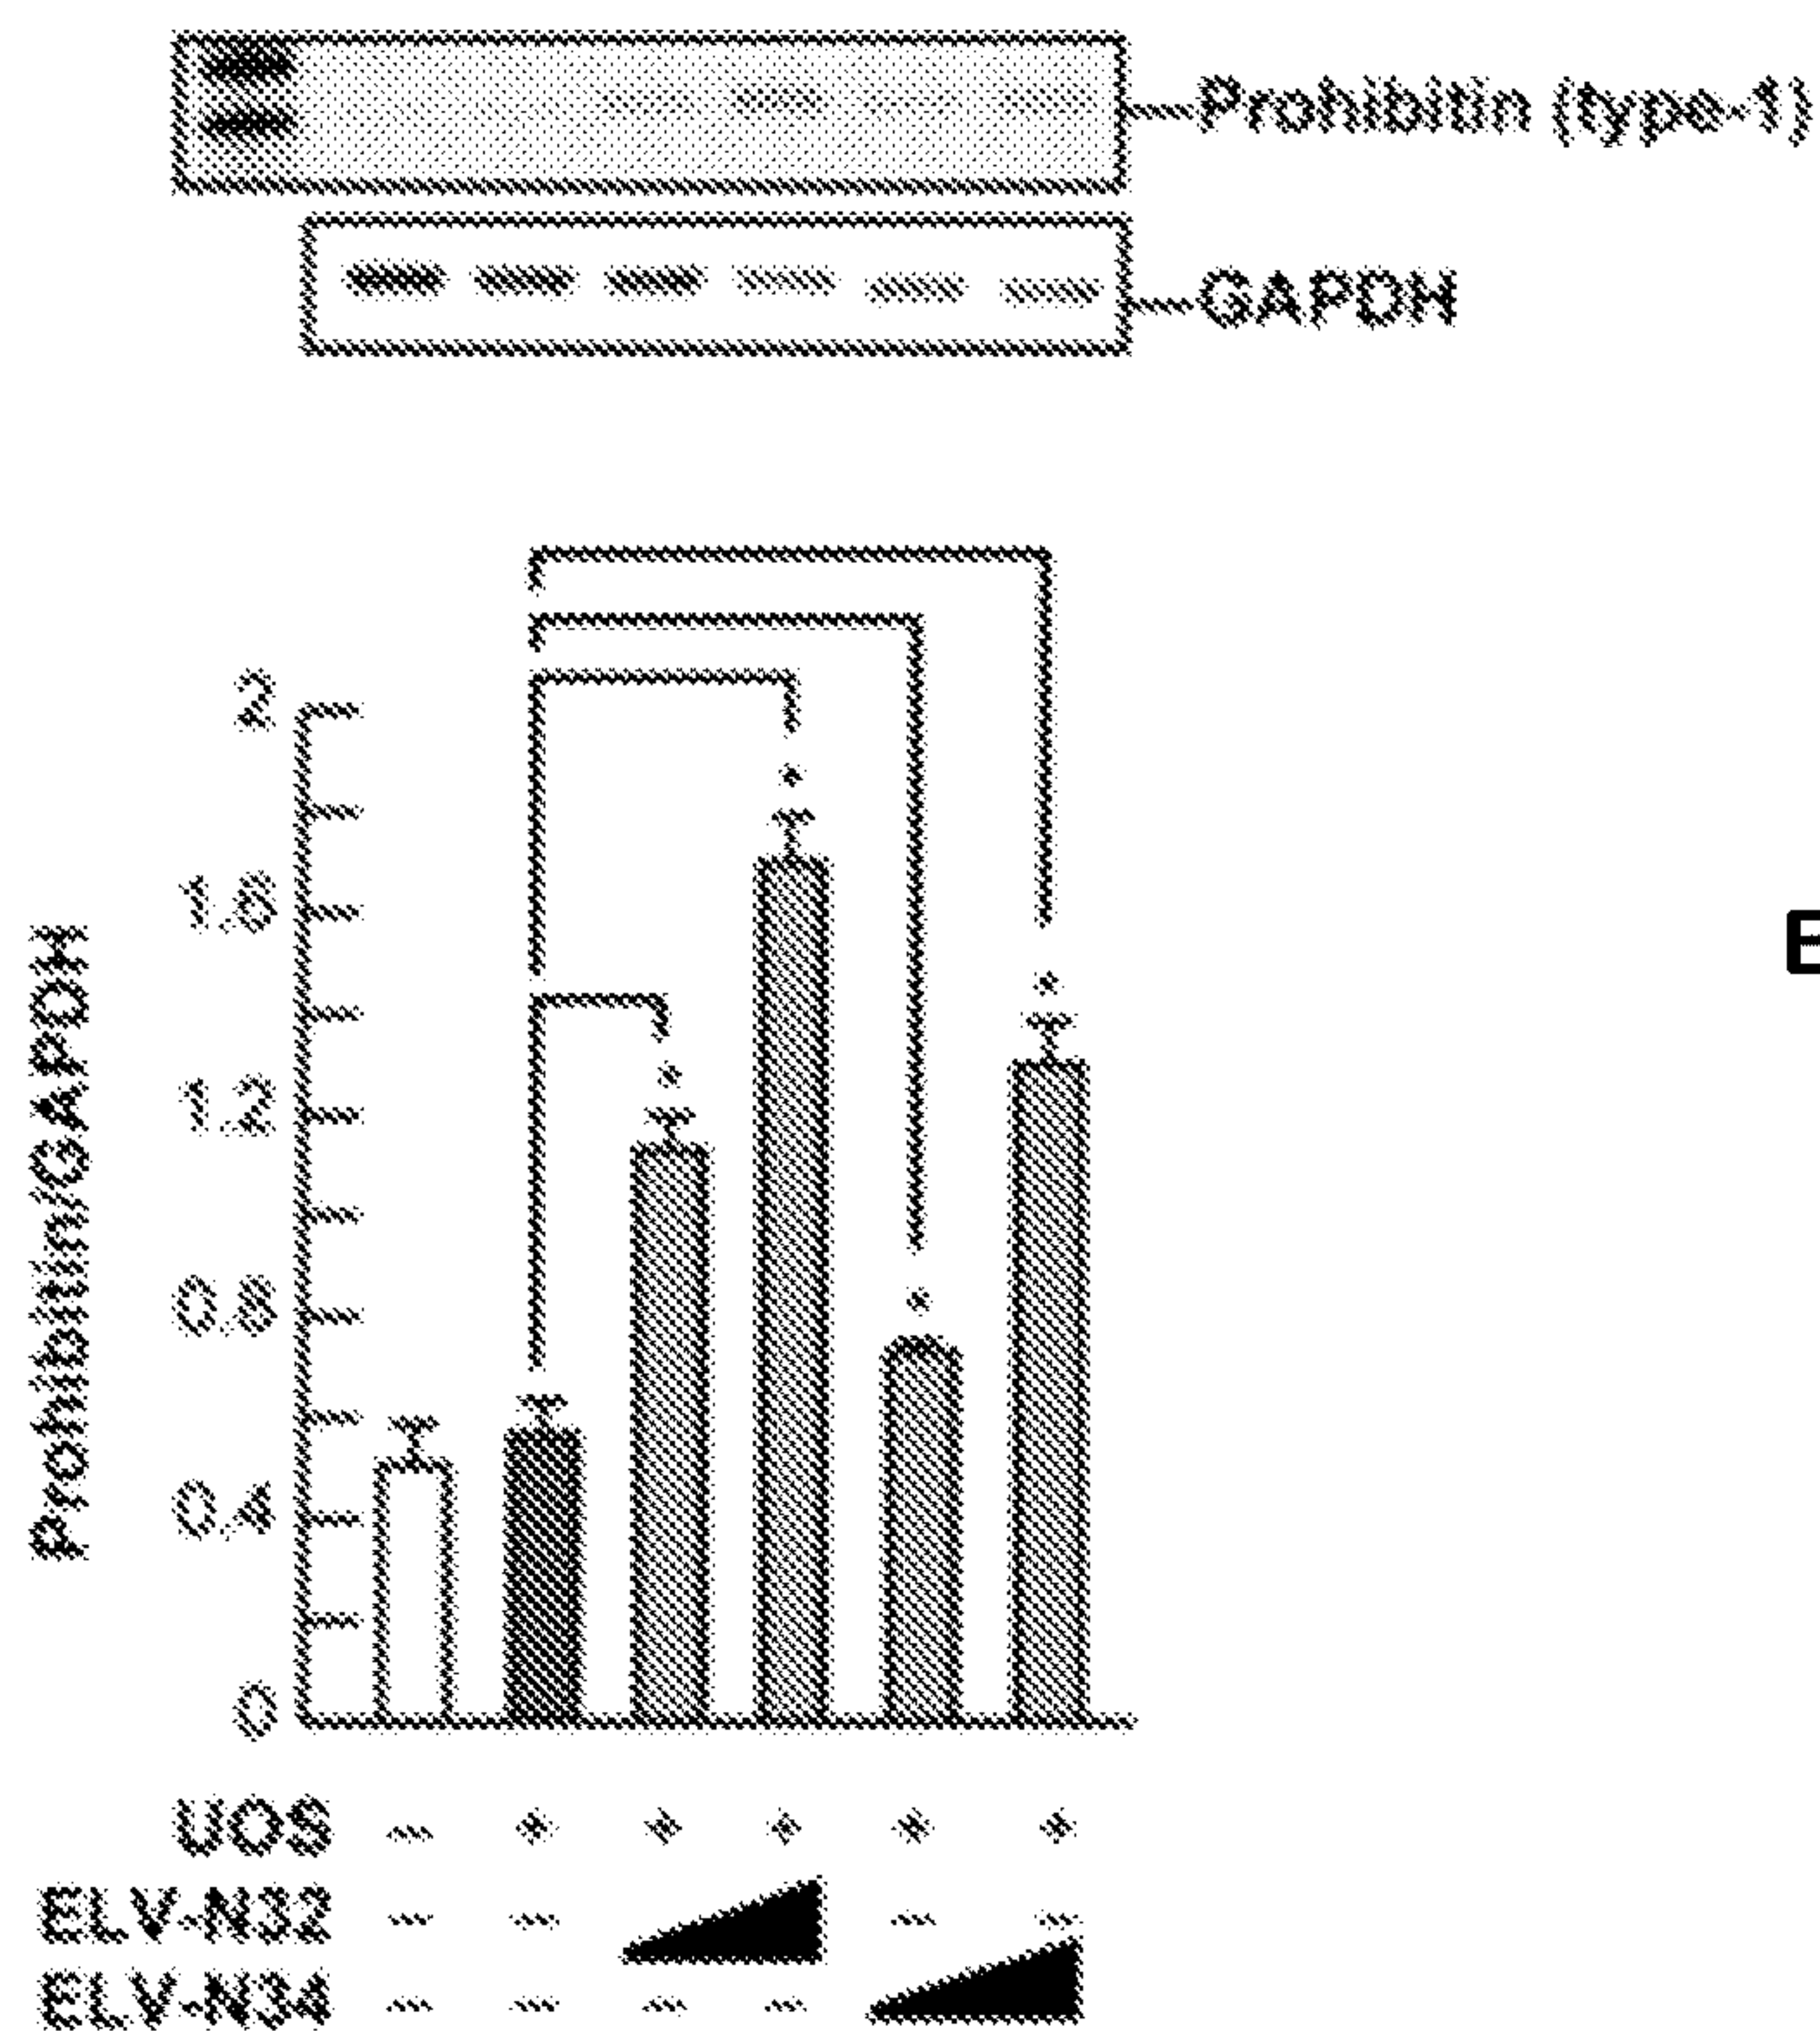 Prohibitin (type-1)
GAPDH
Prohibitin/GAPDH
2
1.6
1.2
0.8
0.4
0
UOS - + + + + +
ELV-N32 - - - -
ELV-N34 - - - -
E